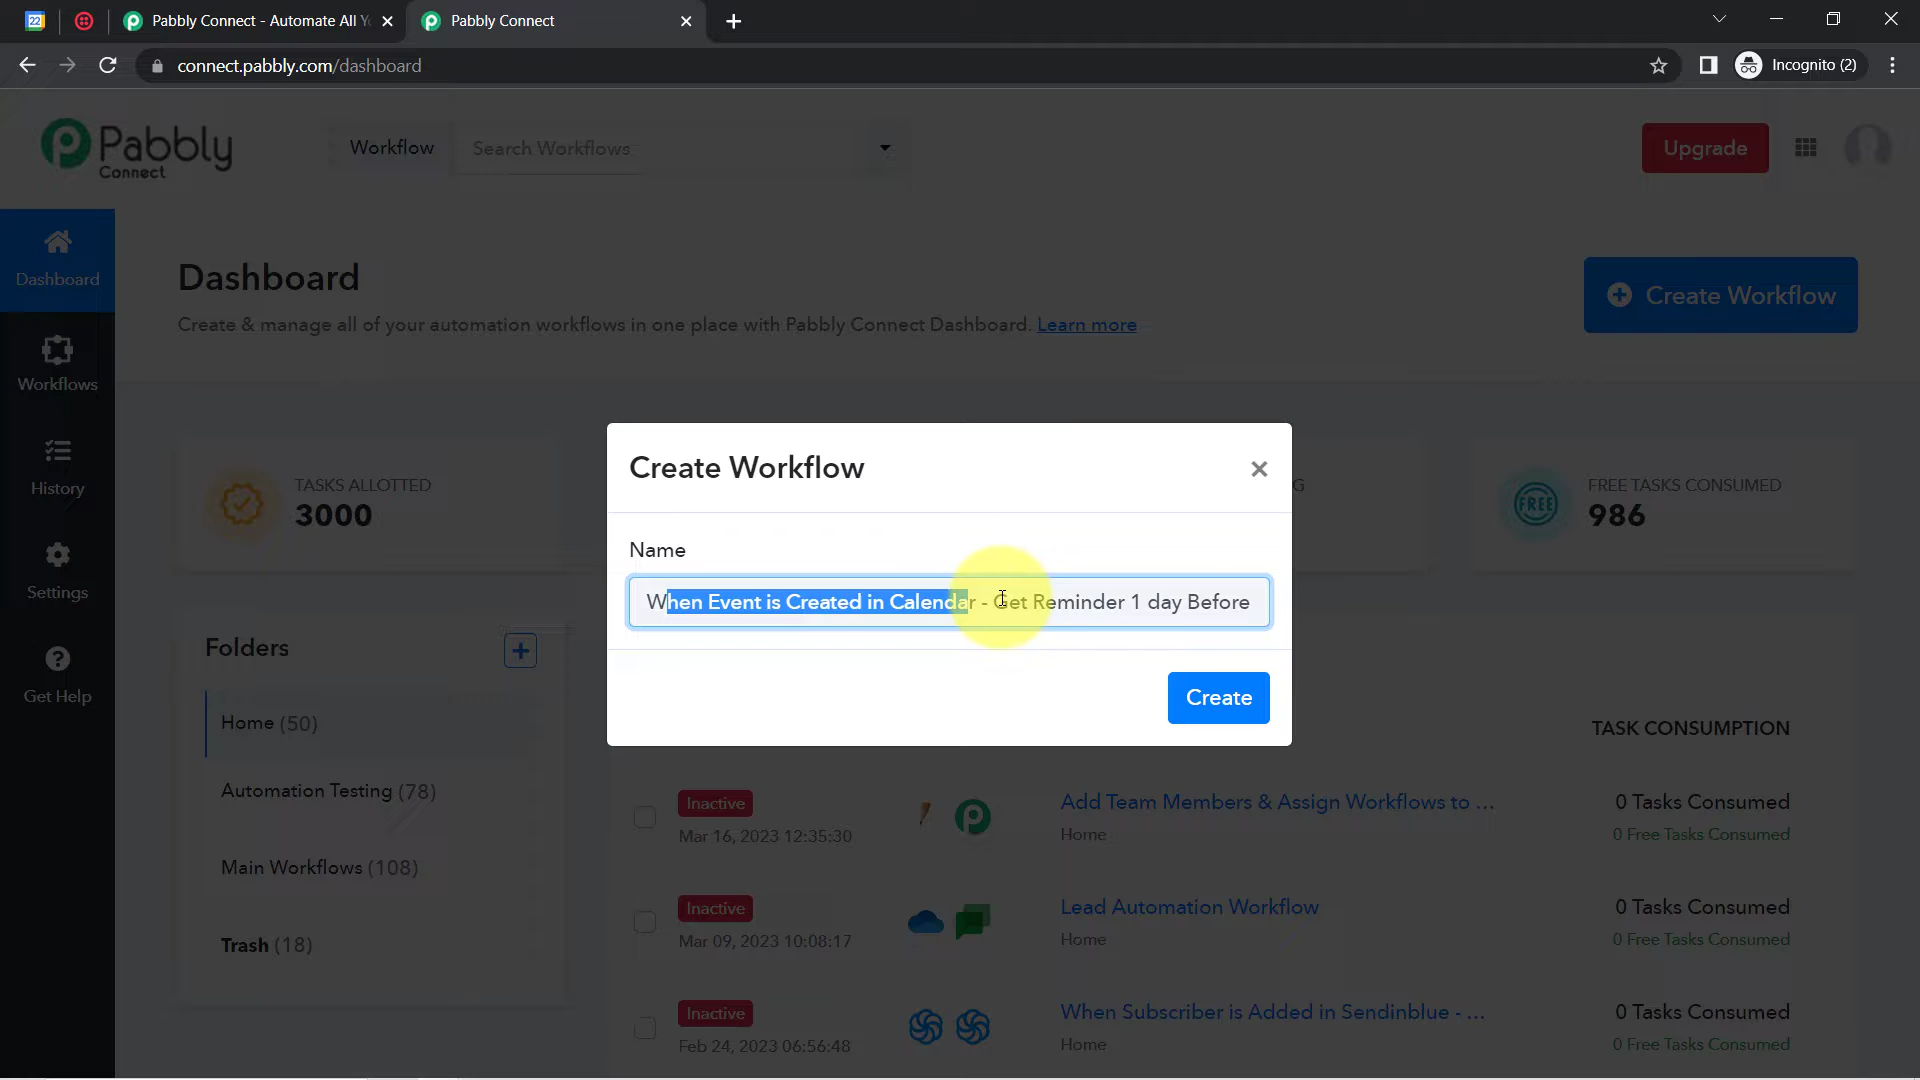 22
Pabbly Connect - Automate All Y
Pabbly Connect
connect.pabbly.com/dashboard
Incognito (2)
Pabbly
Connect
Workflow
Search Workflows
Upgrade
Dashboard
Workflows
History
Settings
Get Help
Dashboard
Create & manage all of your automation workflows in one place with Pabbly Connect Dashboard. Learn more
Create Workflow
TASKS ALLOTTED
3000
G
FREE
FREE TASKS CONSUMED
986
Create Workflow
Name
When Event is Created in Calendar - Get Reminder 1 day Before
Create
Folders
Home (50)
Automation Testing (78)
Main Workflows (108)
Trash (18)
TASK CONSUMPTION
Inactive
Mar 16, 2023 12:35:30
Add Team Members & Assign Workflows to ...
Home
0 Tasks Consumed
0 Free Tasks Consumed
Inactive
Mar 09, 2023 10:08:17
Lead Automation Workflow
Home
0 Tasks Consumed
0 Free Tasks Consumed
Inactive
Feb 24, 2023 06:56:48
When Subscriber is Added in Sendinblue - ...
Home
0 Tasks Consumed
0 Free Tasks Consumed